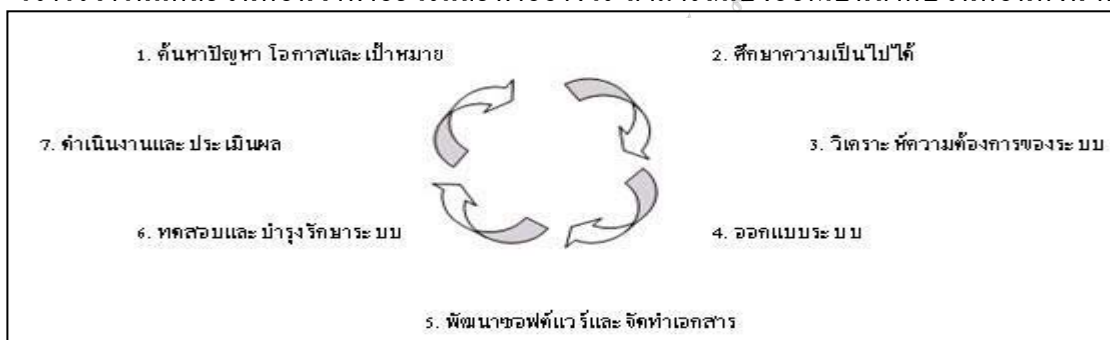 1. ค้นหาปัญหา โอกาสและเป้าหมาย
2. ศึกษาความเป็นไปได้
7. ดำเนินงานและประเมินผล
3. วิเคราะห์ความต้องการของระบบ
6. ทดสอบและบำรุงรักษาระบบ
4. ออกแบบระบบ
5. พัฒนาซอฟต์แวร์และจัดทำเอกสาร